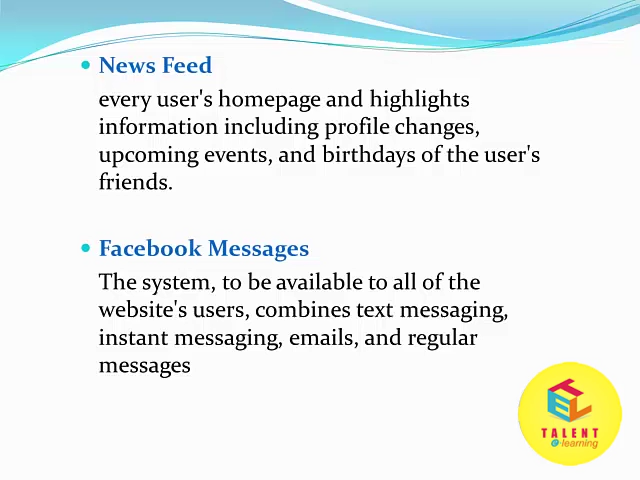 News Feed
every user's homepage and highlights
information including profile changes,
upcoming events, and birthdays of the user's
friends.
Facebook Messages
The system, to be available to all of the
website's users, combines text messaging,
instant messaging, emails, and regular
messages
TEL
TALENT
e-learning